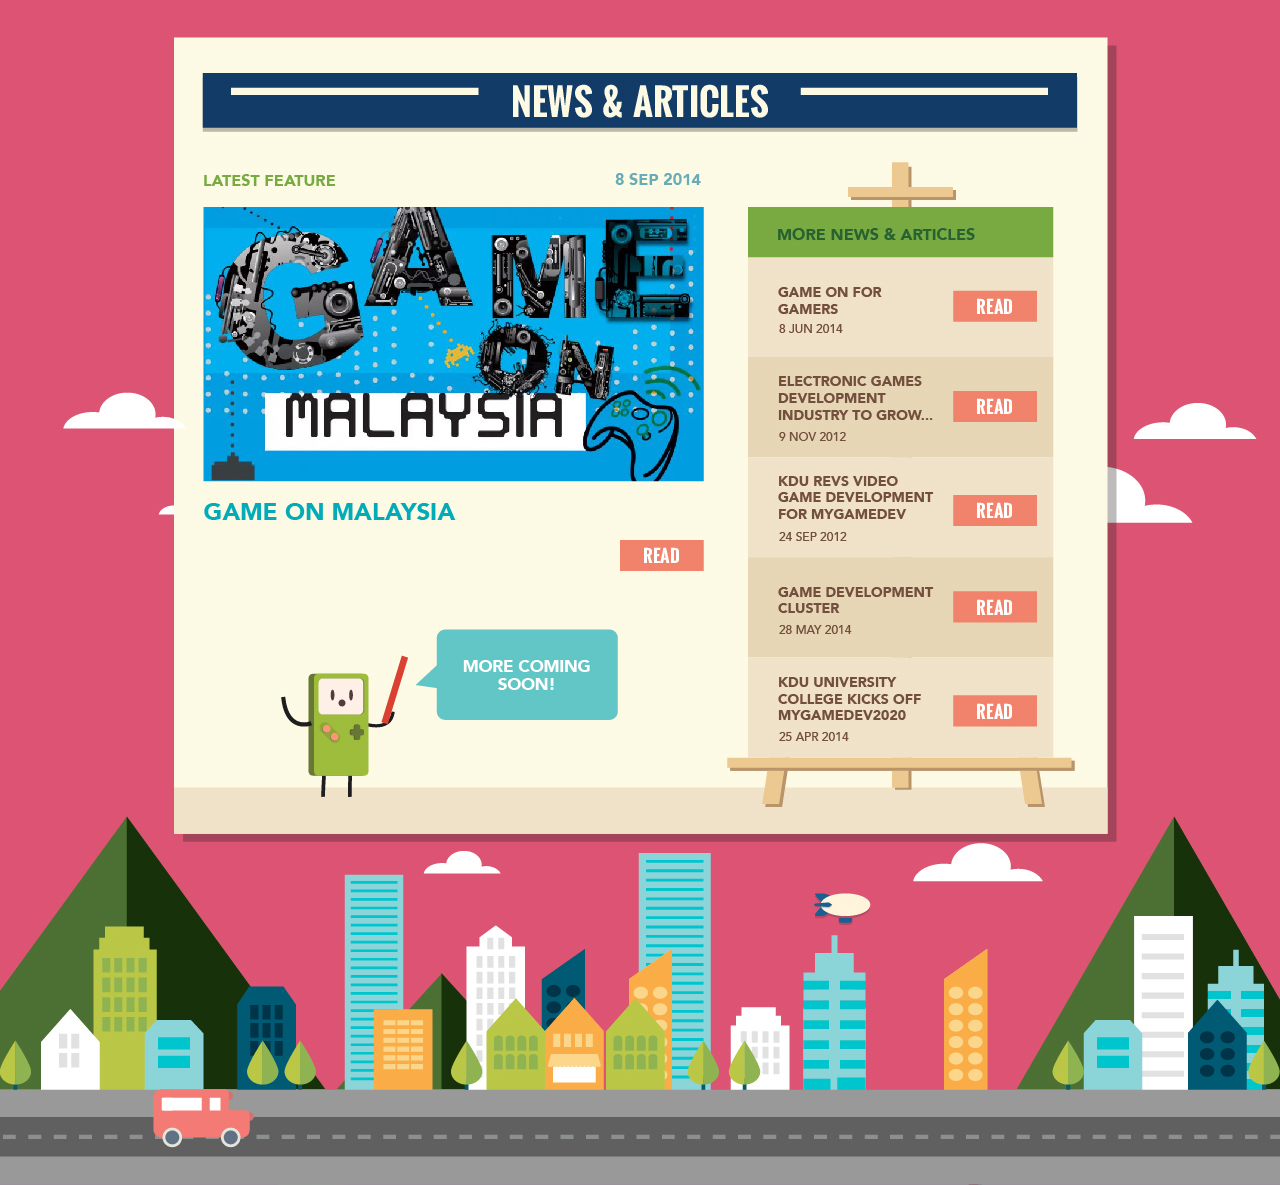 NEWS & ARTICLES
LATEST FEATURE
8 SEP 2014
GAME
ON
MALAYSIA
GAME ON MALAYSIA
READ
MORE COMING
SOON!
MORE NEWS & ARTICLES
GAME ON FOR
GAMERS
8 JUN 2014
READ
ELECTRONIC GAMES
DEVELOPMENT
INDUSTRY TO GROW...
9 NOV 2012
READ
KDU REVS VIDEO
GAME DEVELOPMENT
FOR MYGAMEDEV
24 SEP 2012
READ
GAME DEVELOPMENT
CLUSTER
28 MAY 2014
READ
KDU UNIVERSITY
COLLEGE KICKS OFF
MYGAMEDEV2020
25 APR 2014
READ